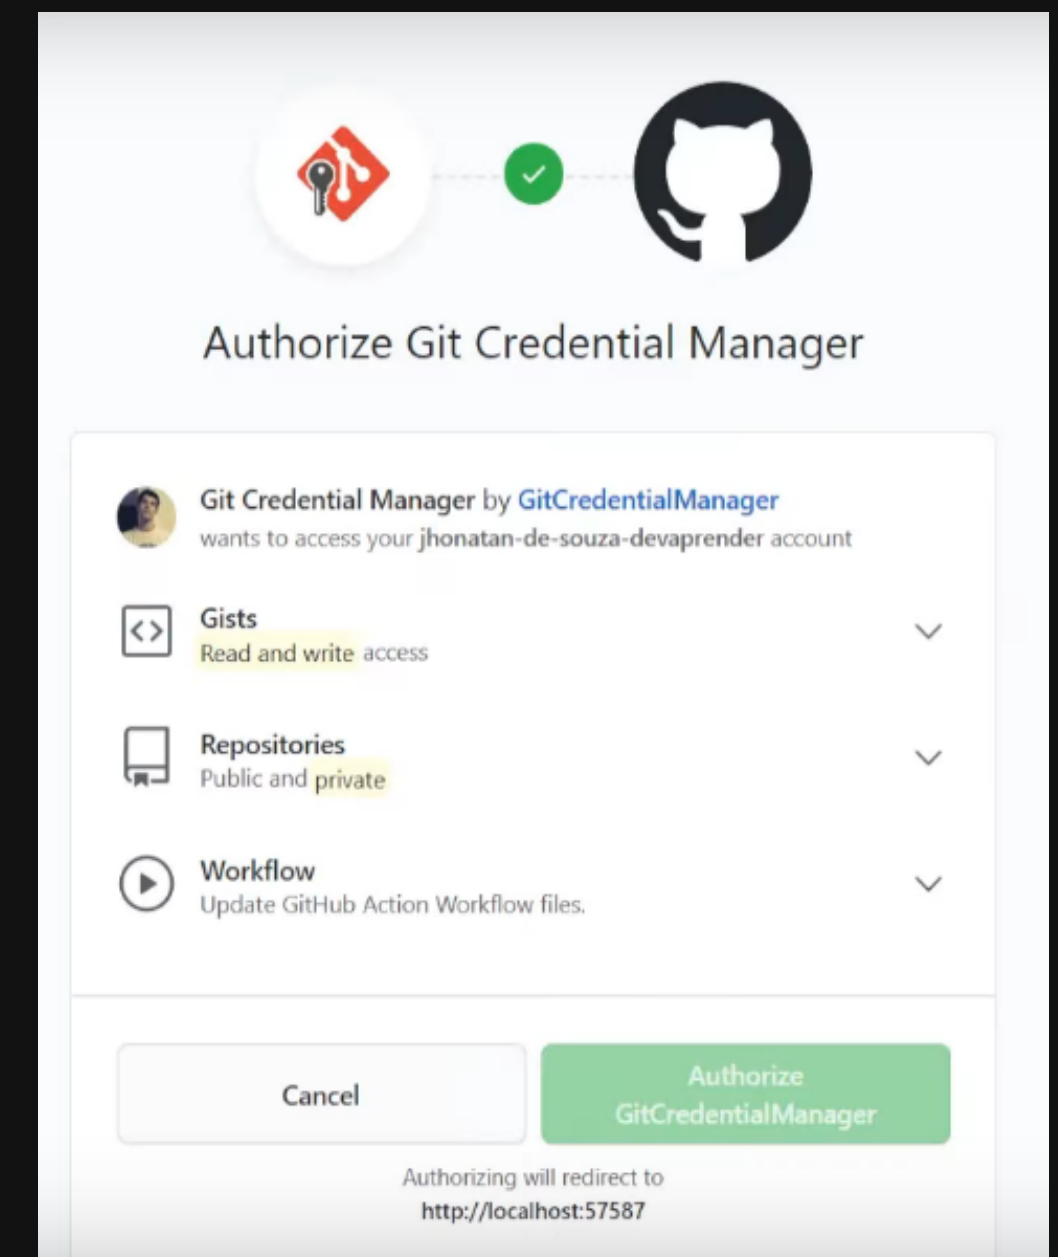 Authorize Git Credential Manager
Git Credential Manager by GitCredentialManager
wants to access your jhonatan-de-souza-devaprender account
Gists
Read and write access
Repositories
Public and private
Workflow
Update GitHub Action Workflow files.
Cancel
Authorize
GitCredentialManager
Authorizing will redirect to
http://localhost:57587